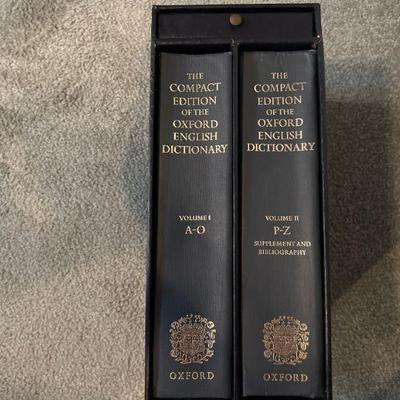 THE
COMPACT
EDITION
OF THE
OXFORD
ENGLISH
DICTIONARY
VOLUME I
A-O
OXFORD
THE
COMPACT
EDITION
OF THE
OXFORD
ENGLISH
DICTIONARY
VOLUME II
P-Z
SUPPLEMENT AND
BIBLIOGRAPHY
OXFORD